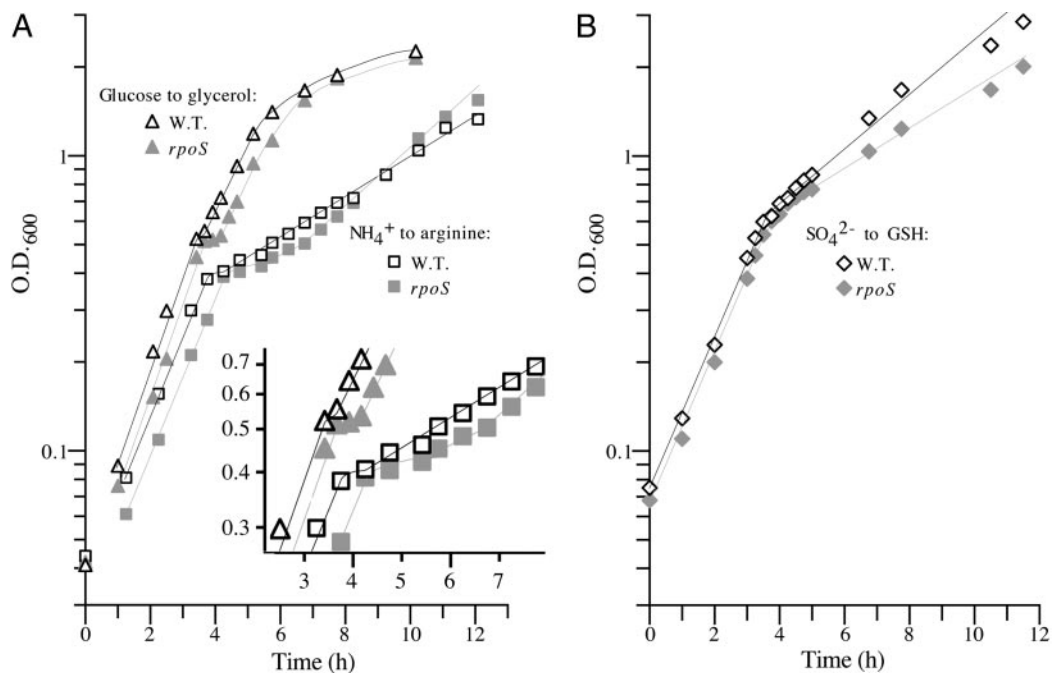 A
Glucose to glycerol:
W.T.
rpoS
NH4+ to arginine:
W.T.
rpoS
O.D.600
1
0.1
0.7
0.6
0.5
0.4
0.3
3 4 5 6 7
0 2 4 6 8 10 12
Time (h)
B
SO4 2- to GSH:
W.T.
rpoS
O.D.600
1
0.1
0 2 4 6 8 10 12
Time (h)